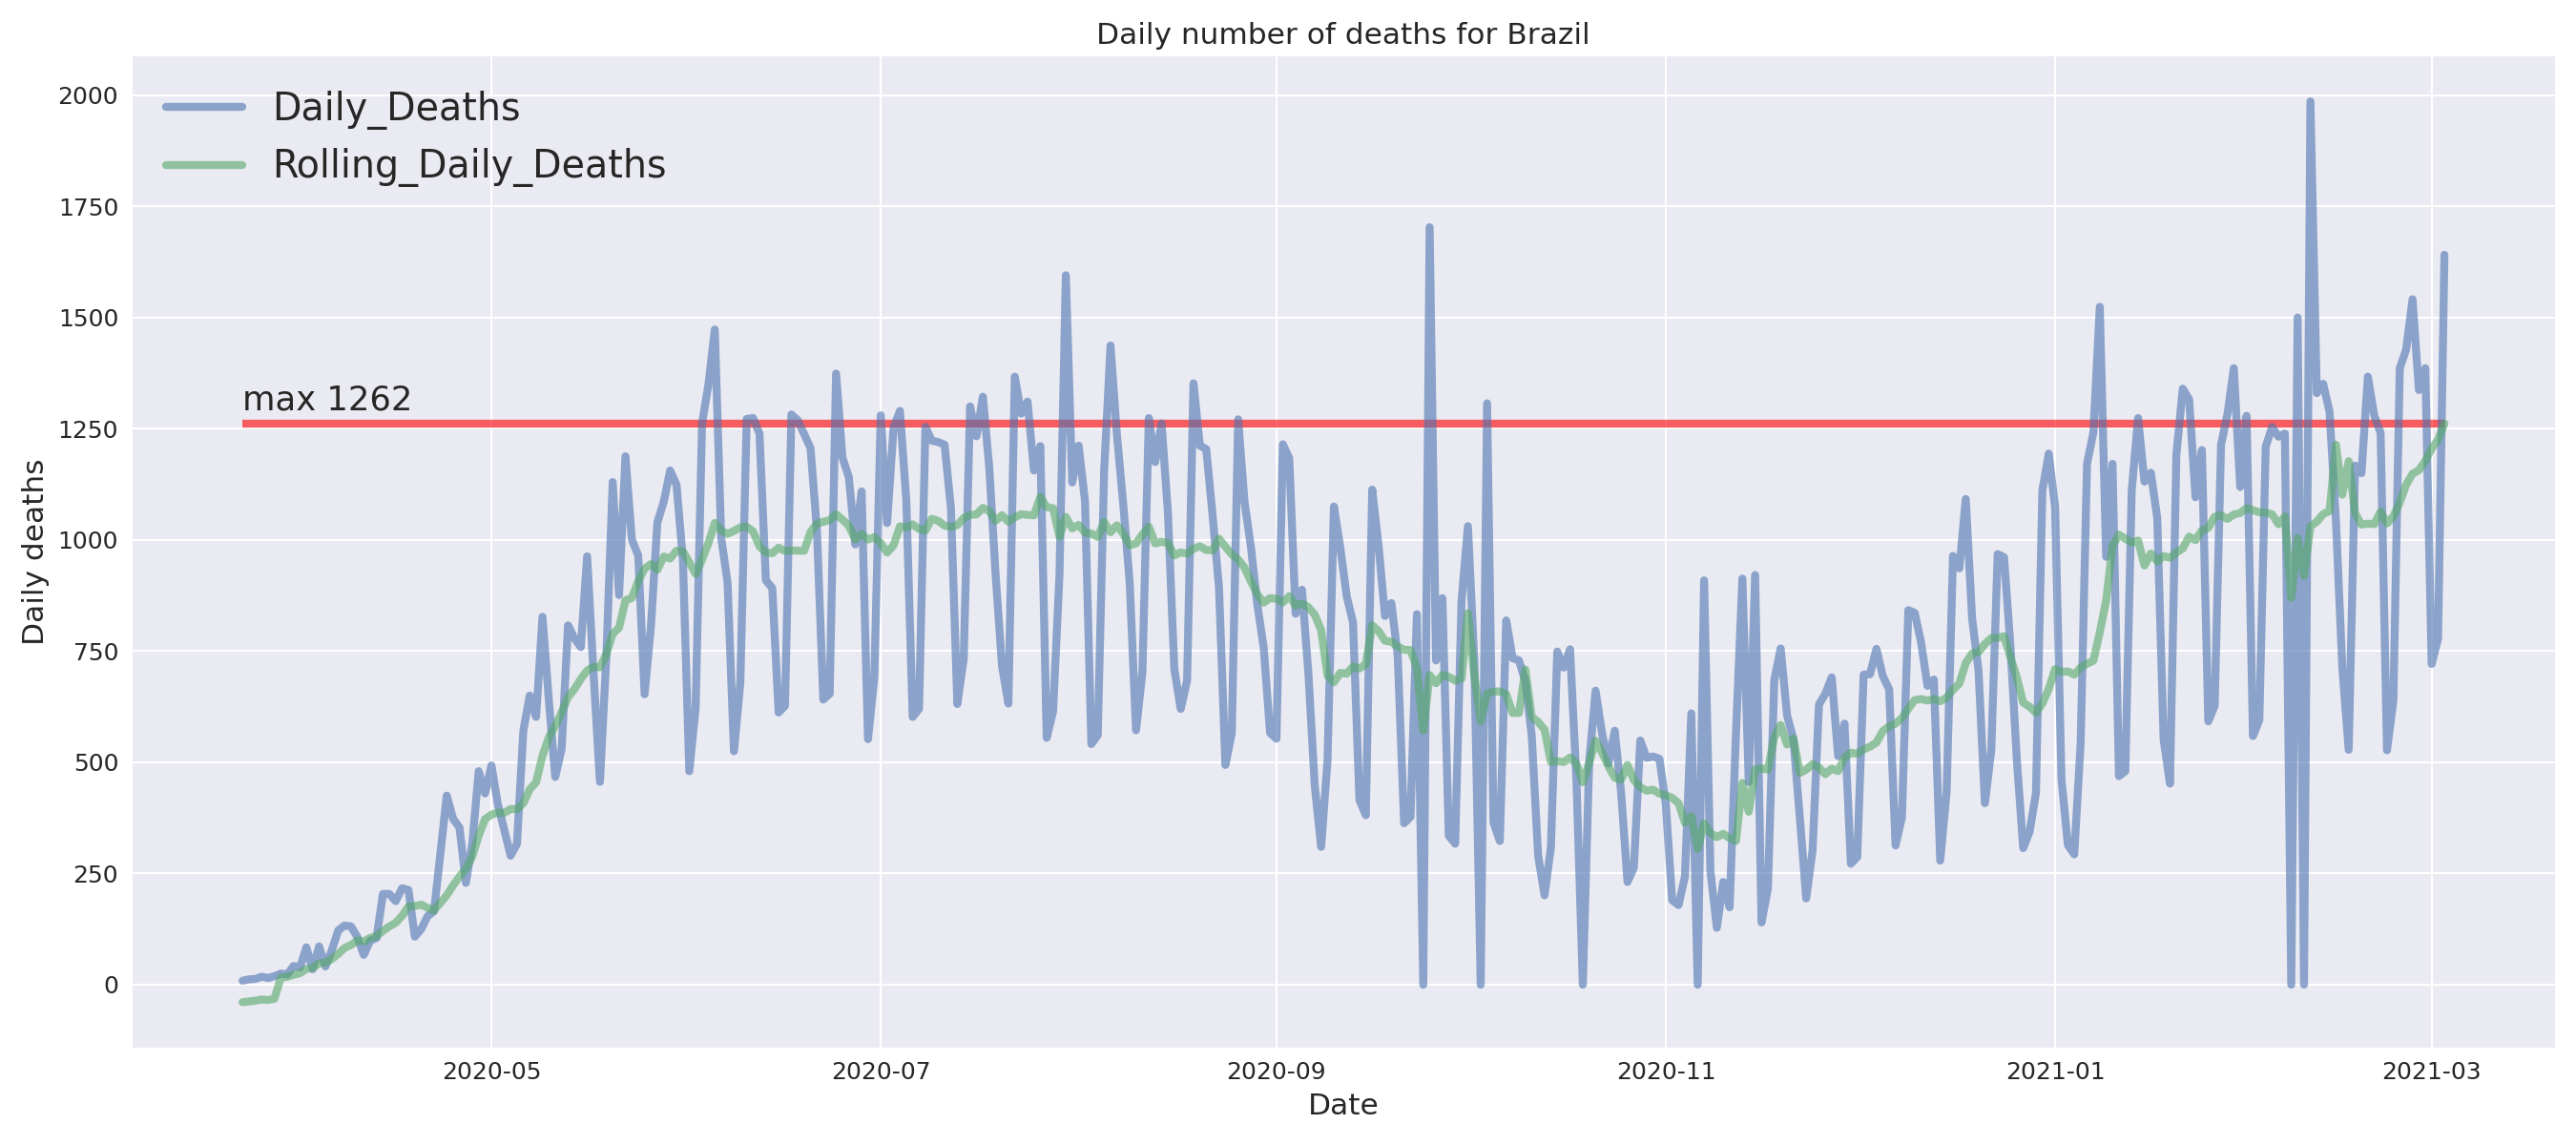 Daily number of deaths for Brazil
Daily_Deaths
Rolling_Daily_Deaths
max 1262
Daily deaths
2000
1750
1500
1250
1000
750
500
250
0
2020-05 2020-07 2020-09 2020-11 2021-01 2021-03
Date